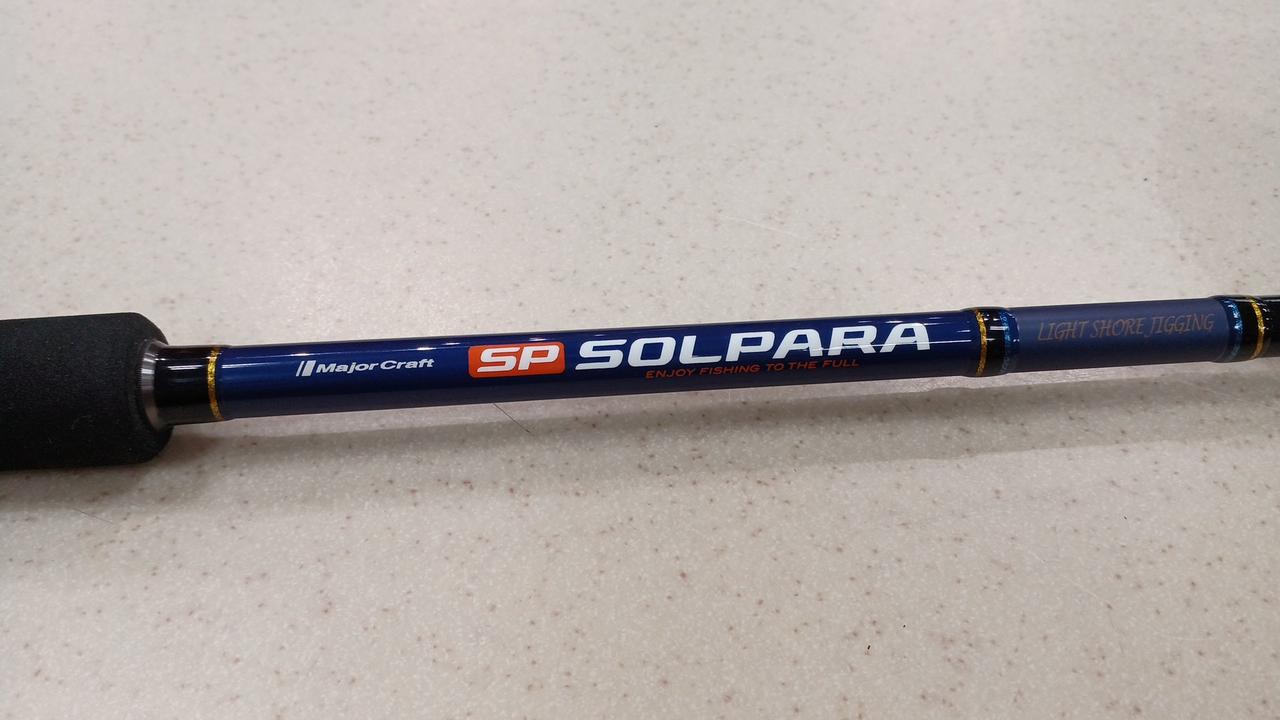 Major Craft
SP SOLPARA
ENJOY FISHING TO THE FULL
LIGHT SHORE JIGGING